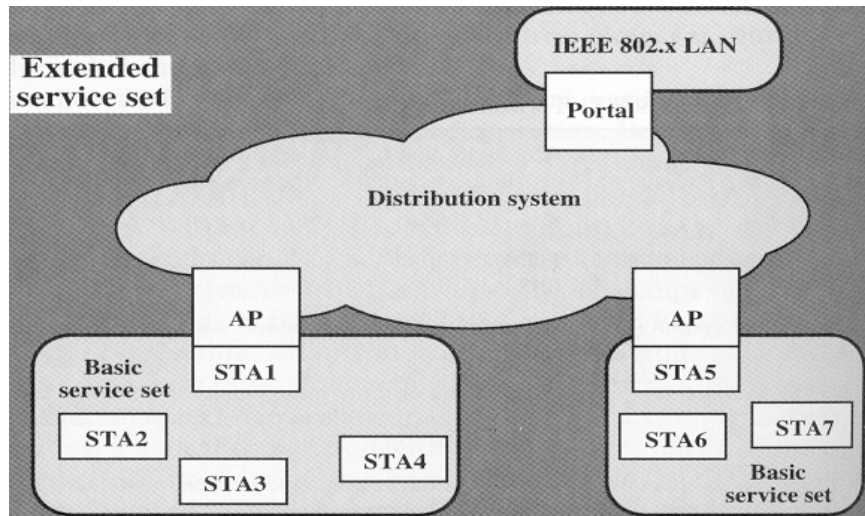 IEEE 802.x LAN
Extended
service set
Portal
Distribution system
AP
AP
Basic
service set
STA1
STA5
STA2
STA3
STA4
STA6
STA7
Basic
service set